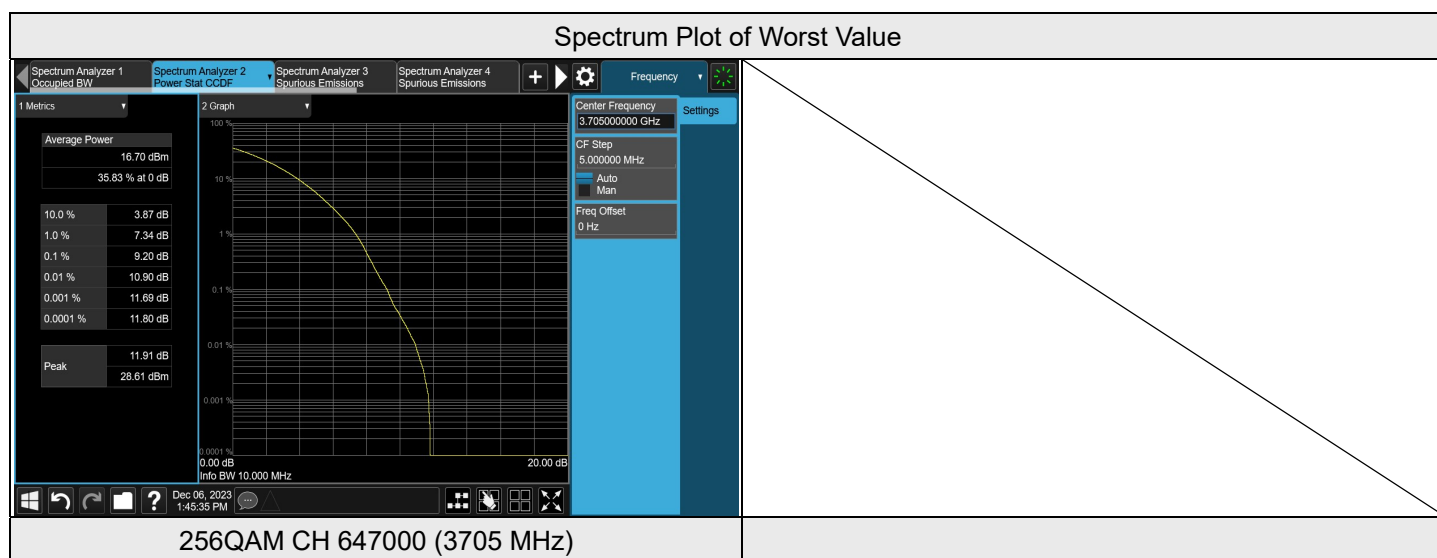 Spectrum Plot of Worst Value
Spectrum Analyzer 1
Occupied BW
Spectrum Analyzer 2
Power Stat CCDF
Spectrum Analyzer 3
Spurious Emissions
Spectrum Analyzer 4
Spurious Emissions
+
Frequency
1 Metrics
Average Power
16.70 dBm
35.83 % at 0 dB
10.0 % 3.87 dB
1.0 % 7.34 dB
0.1 % 9.20 dB
0.01 % 10.90 dB
0.001 % 11.69 dB
0.0001 % 11.80 dB
Peak
11.91 dB
28.61 dBm
2 Graph
100 %
10 %
1 %
0.1 %
0.01 %
0.001 %
0.0001 %
0.00 dB 20.00 dB
Info BW 10.000 MHz
Center Frequency
3.705000000 GHz
Settings
CF Step
5.000000 MHz
Auto
Man
Freq Offset
0 Hz
?
Dec 06, 2023
1:45:35 PM
256QAM CH 647000 (3705 MHz)